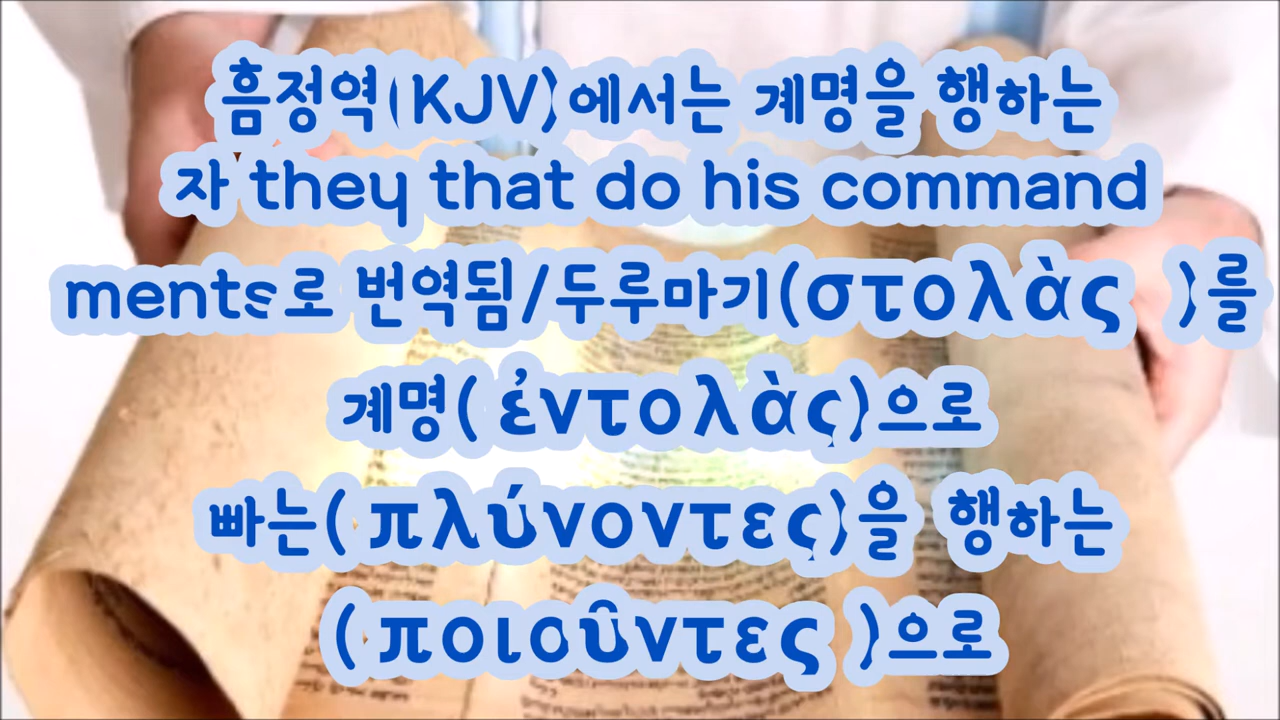 흠정역(KJV)에서는 계명을 행하는
자 they that do his command
ments로 번역됨/두루마기(στολὰς )를
계명( ἐντολὰς)으로
빠는( πλύνοντες)을 행하는
( ποιοῦντες )으로